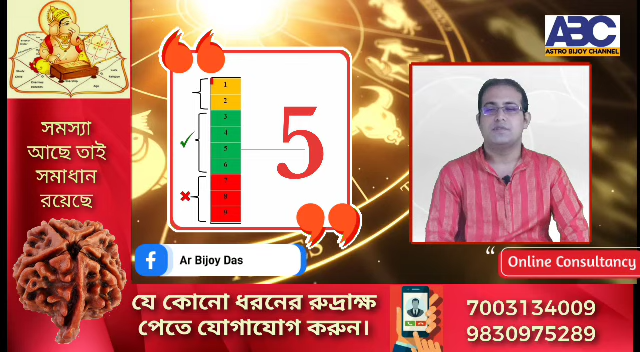 ABC
ASTRO BIJOY CHANNEL
1
2
3
4
5
6
7
8
9
5
সমস্যা
আছে তাই
সমাধান
রয়েছে
Ar Bijoy Das
Online Consultancy
যে কোনো ধরনের রুদ্রাক্ষ
পেতে যোগাযোগ করুন।
7003134009
9830975289